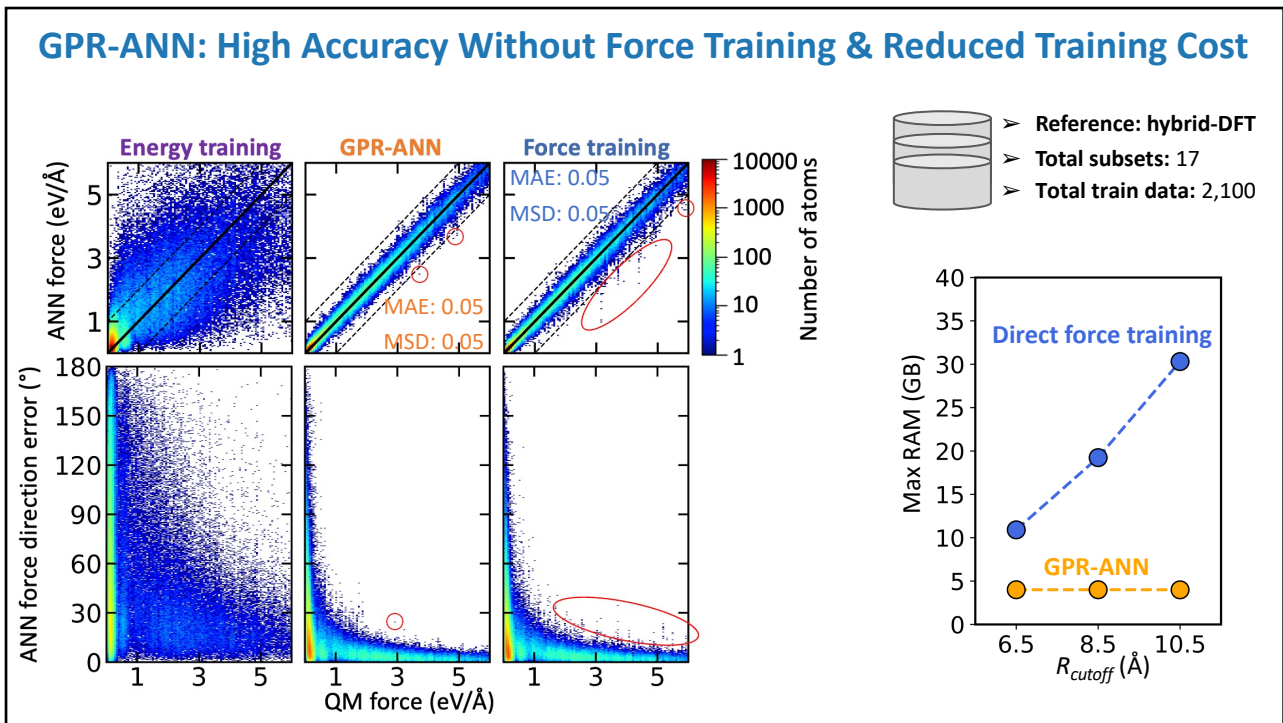 GPR-ANN: High Accuracy Without Force Training & Reduced Training Cost
Energy training
GPR-ANN
Force training
ANN force (eV/Å)
5
3
1
MAE: 0.05
MSD: 0.05
MAE: 0.05
MSD: 0.05
10000
1000
100
10
1
Number of atoms
ANN force direction error (°)
180
150
120
90
60
30
0
1 3 5
1 3 5
1 3 5
QM force (eV/Å)
➢ Reference: hybrid-DFT
➢ Total subsets: 17
➢ Total train data: 2,100
Max RAM (GB)
40
35
30
25
20
15
10
5
0
Direct force training
GPR-ANN
6.5 8.5 10.5
Rcutoff (Å)